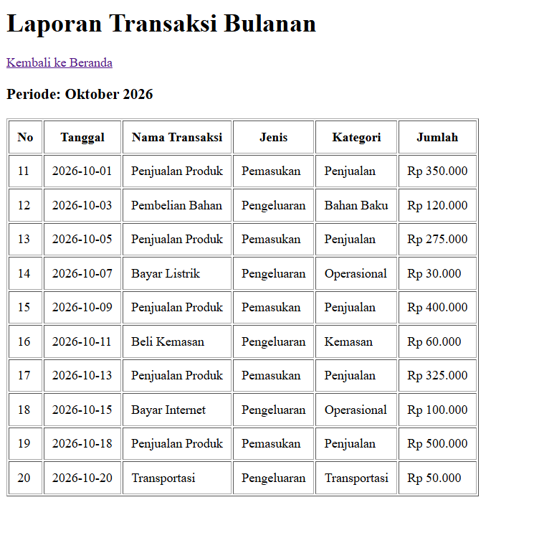 Laporan Transaksi Bulanan
Kembali ke Beranda
Periode: Oktober 2026
No Tanggal Nama Transaksi Jenis Kategori Jumlah
11 2026-10-01 Penjualan Produk Pemasukan Penjualan Rp 350.000
12 2026-10-03 Pembelian Bahan Pengeluaran Bahan Baku Rp 120.000
13 2026-10-05 Penjualan Produk Pemasukan Penjualan Rp 275.000
14 2026-10-07 Bayar Listrik Pengeluaran Operasional Rp 30.000
15 2026-10-09 Penjualan Produk Pemasukan Penjualan Rp 400.000
16 2026-10-11 Beli Kemasan Pengeluaran Kemasan Rp 60.000
17 2026-10-13 Penjualan Produk Pemasukan Penjualan Rp 325.000
18 2026-10-15 Bayar Internet Pengeluaran Operasional Rp 100.000
19 2026-10-18 Penjualan Produk Pemasukan Penjualan Rp 500.000
20 2026-10-20 Transportasi Pengeluaran Transportasi Rp 50.000